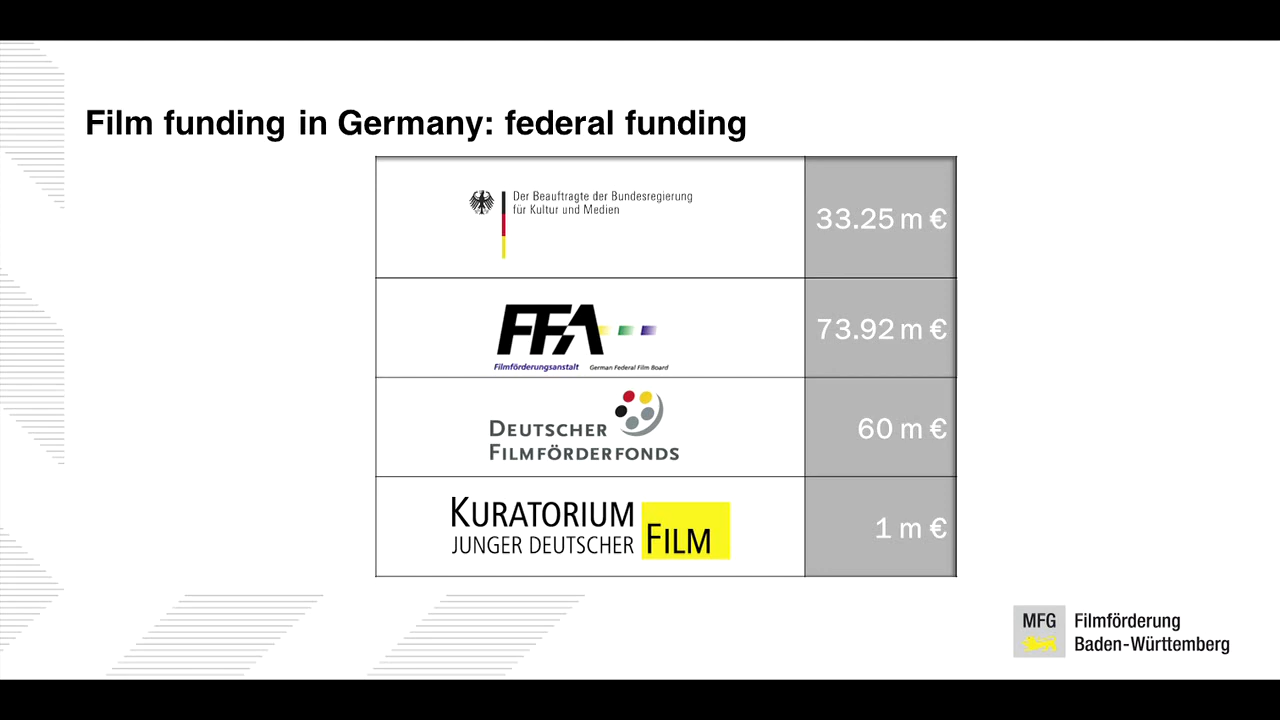 Film funding in Germany: federal funding
Der Beauftragte der Bundesregierung
für Kultur und Medien
33.25 m €
FFA
Filmförderungsanstalt German Federal Film Board
73.92 m €
DEUTSCHER
FILMFÖRDERFONDS
60 m €
KURATORIUM
JUNGER DEUTSCHER FILM
1 m €
MFG Filmförderung
Baden-Württemberg